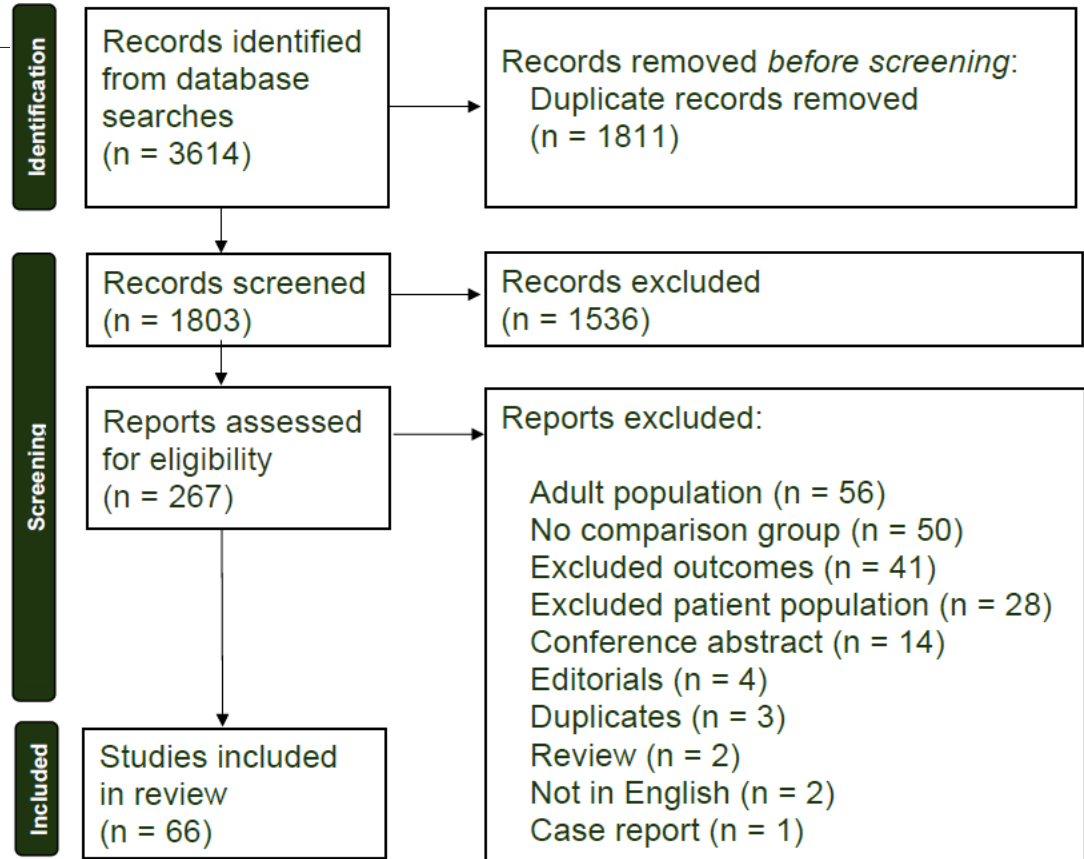 Identification
Records identified
from database
searches
(n = 3614)
Records removed before screening:
Duplicate records removed
(n = 1811)
Screening
Records screened
(n = 1803)
Records excluded
(n = 1536)
Reports assessed
for eligibility
(n = 267)
Reports excluded:
Adult population (n = 56)
No comparison group (n = 50)
Excluded outcomes (n = 41)
Excluded patient population (n = 28)
Conference abstract (n = 14)
Editorials (n = 4)
Duplicates (n = 3)
Review (n = 2)
Not in English (n = 2)
Case report (n = 1)
Included
Studies included
in review
(n = 66)